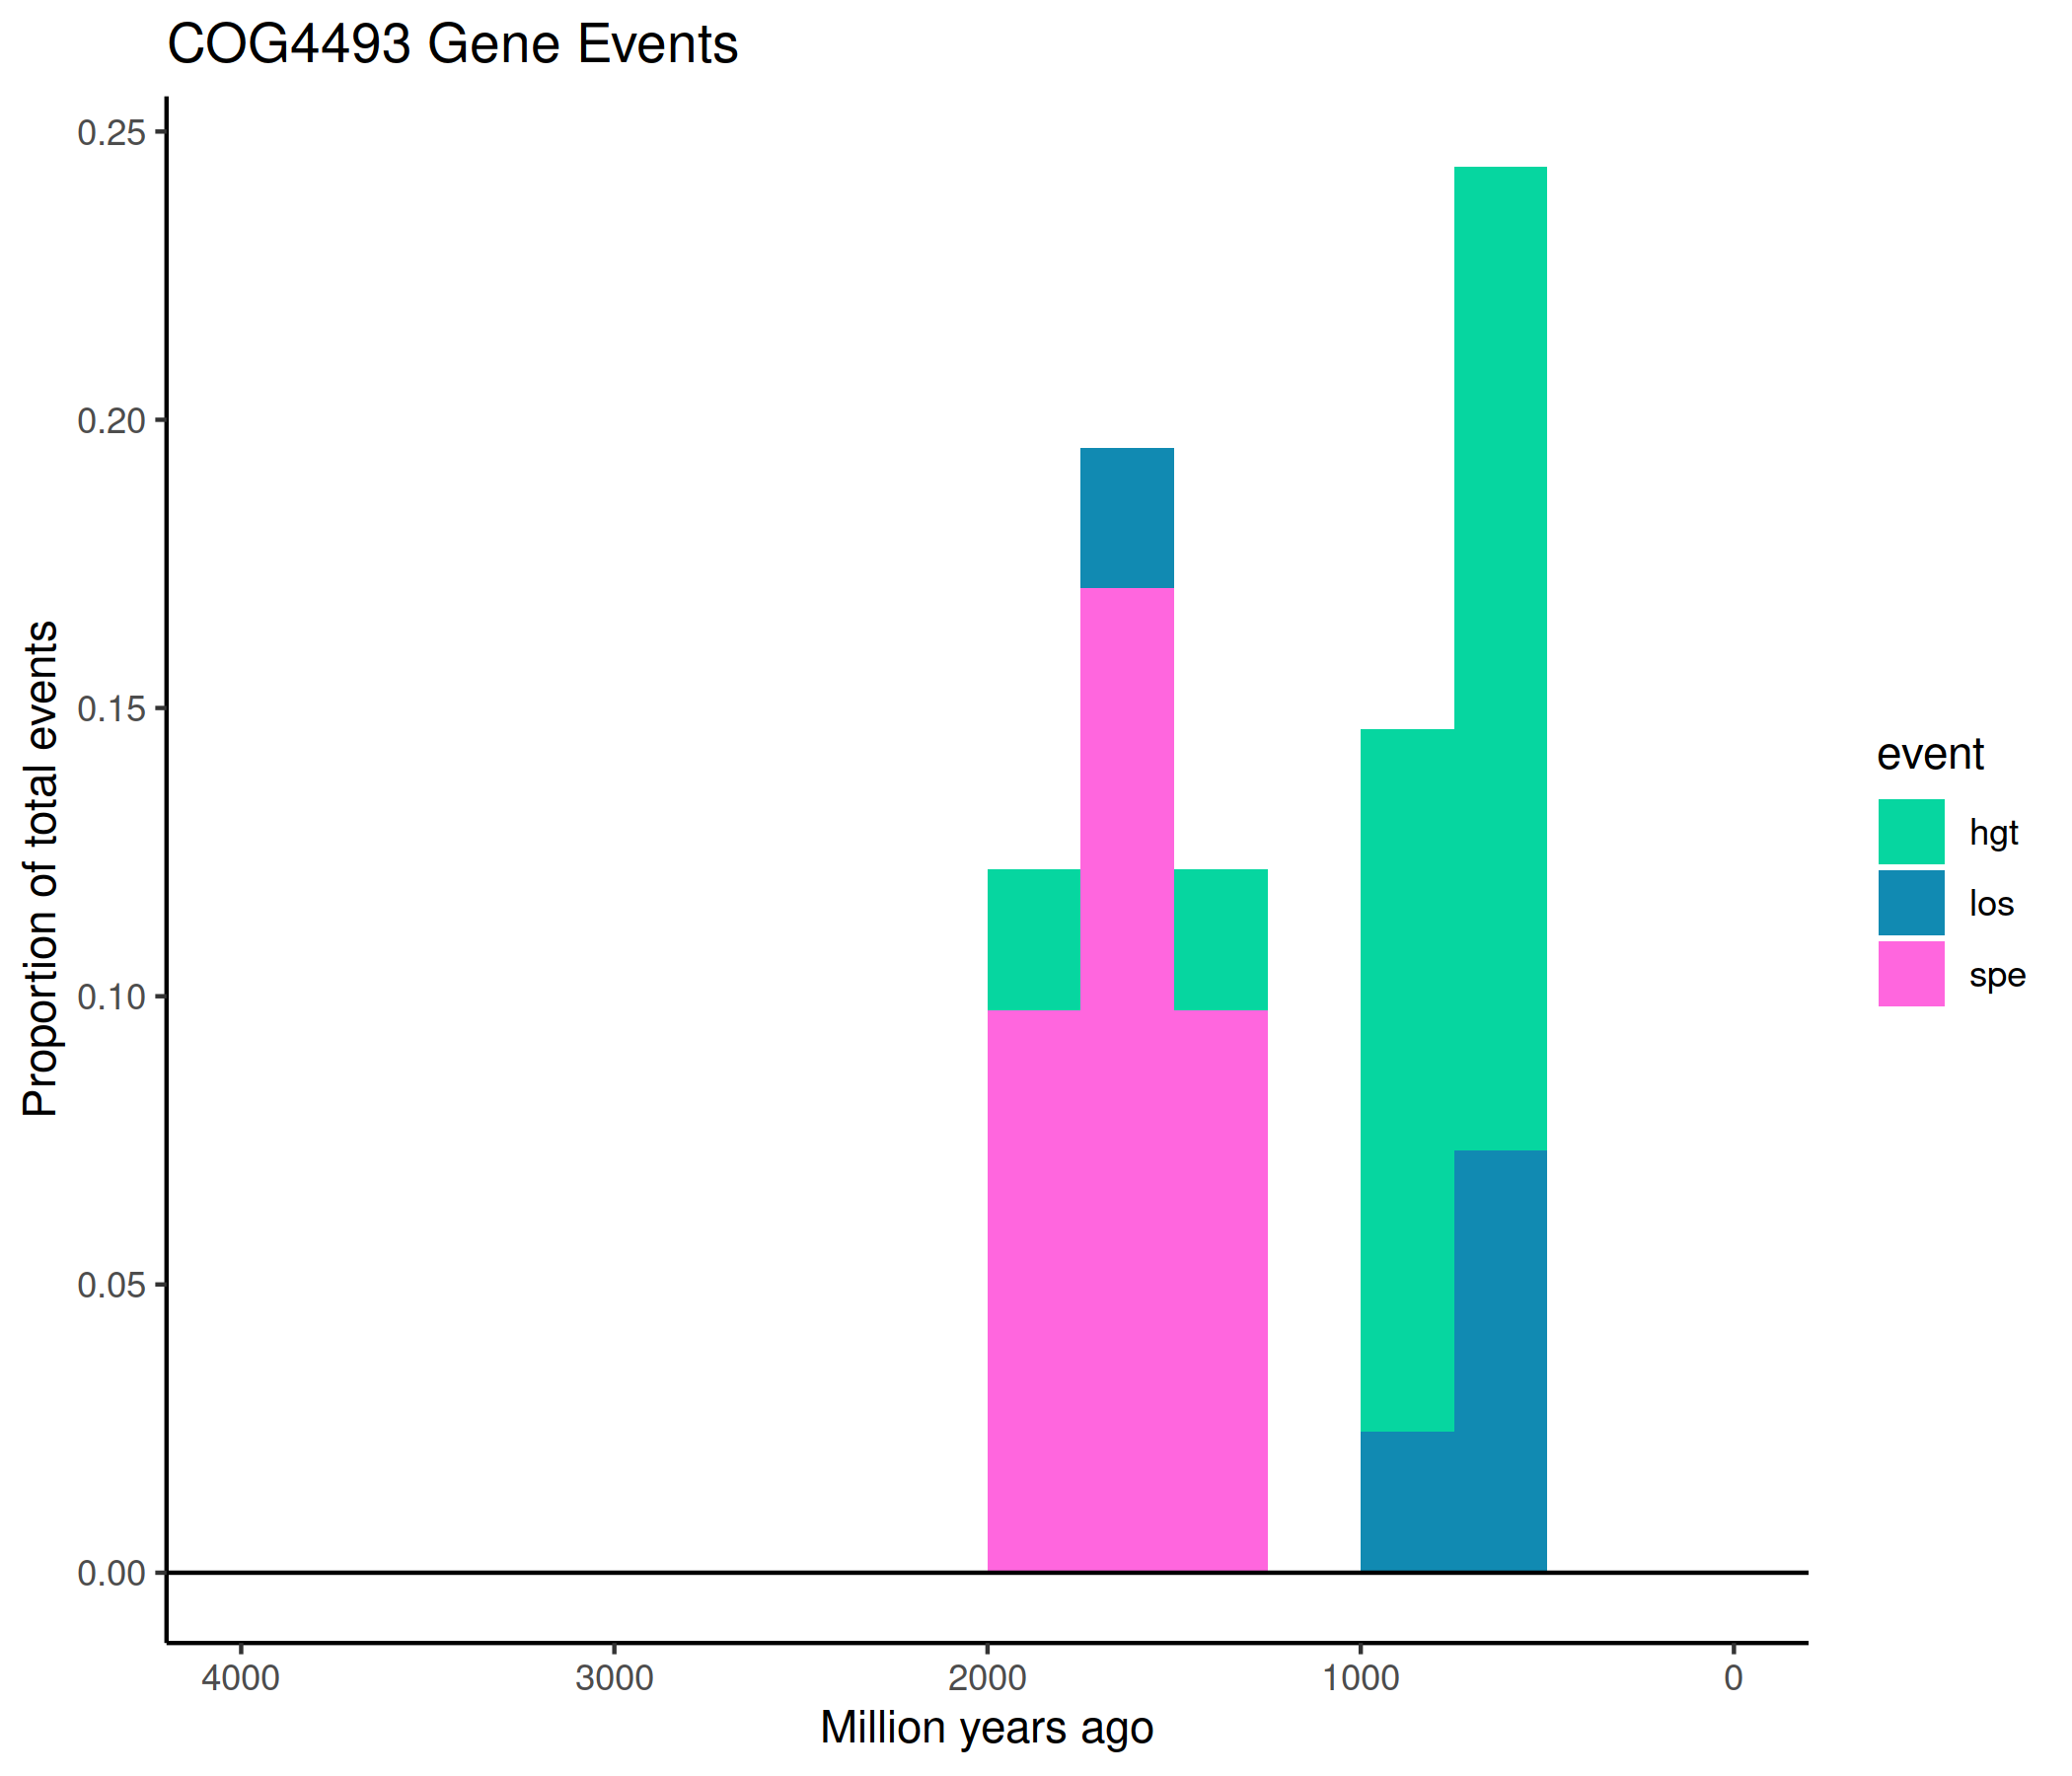 COG4493 Gene Events
0.25
0.20
0.15
0.10
0.05
0.00
Proportion of total events
4000 3000 2000 1000 0
Million years ago
event
hgt
los
spe